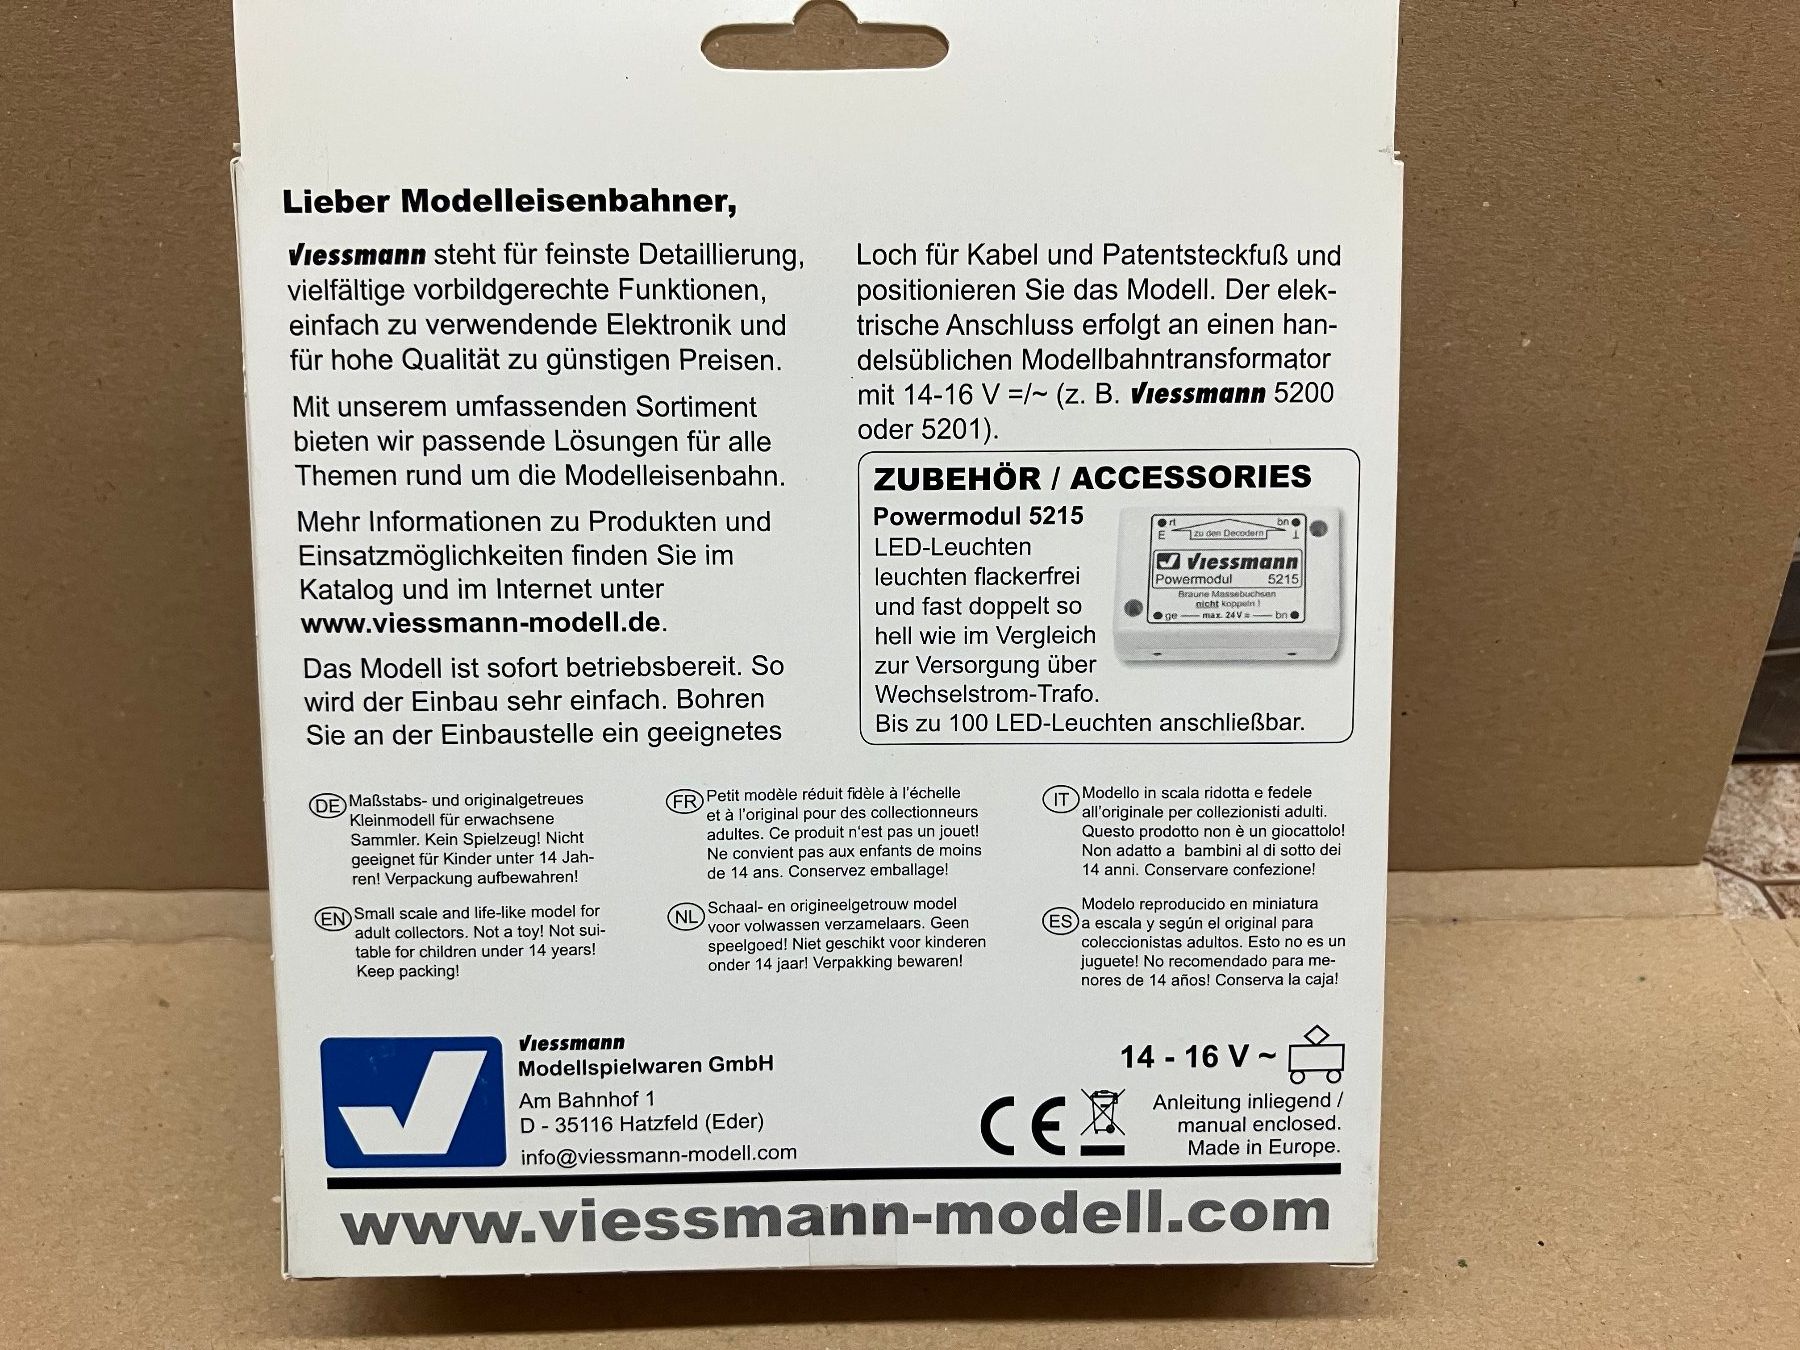 Lieber Modelleisenbahner,
Viessmann steht für feinste Detaillierung,
vielfältige vorbildgerechte Funktionen,
einfach zu verwendende Elektronik und
für hohe Qualität zu günstigen Preisen.
Mit unserem umfassenden Sortiment
bieten wir passende Lösungen für alle
Themen rund um die Modelleisenbahn.
Mehr Informationen zu Produkten und
Einsatzmöglichkeiten finden Sie im
Katalog und im Internet unter
www.viessmann-modell.de.
Das Modell ist sofort betriebsbereit. So
wird der Einbau sehr einfach. Bohren
Sie an der Einbaustelle ein geeignetes
Loch für Kabel und Patentsteckfuß und
positionieren Sie das Modell. Der elek-
trische Anschluss erfolgt an einen han-
delsüblichen Modellbahntransformator
mit 14-16 V =/~ (z. B. Viessmann 5200
oder 5201).
ZUBEHÖR / ACCESSORIES
Powermodul 5215
LED-Leuchten
leuchten flackerfrei
und fast doppelt so
hell wie im Vergleich
zur Versorgung über
Wechselstrom-Trafo.
Bis zu 100 LED-Leuchten anschließbar.
rt bn
E zu den Decodern ⊥
Viessmann
Powermodul 5215
Braune Massebuchsen
nicht koppeln !
ge max. 24 V ≂ bn
DE Maßstabs- und originalgetreues
Kleinmodell für erwachsene
Sammler. Kein Spielzeug! Nicht
geeignet für Kinder unter 14 Jah-
ren! Verpackung aufbewahren!
EN Small scale and life-like model for
adult collectors. Not a toy! Not sui-
table for children under 14 years!
Keep packing!
FR Petit modèle réduit fidèle à l'échelle
et à l'original pour des collectionneurs
adultes. Ce produit n'est pas un jouet!
Ne convient pas aux enfants de moins
de 14 ans. Conservez emballage!
NL Schaal- en origineelgetrouw model
voor volwassen verzamelaars. Geen
speelgoed! Niet geschikt voor kinderen
onder 14 jaar! Verpakking bewaren!
IT Modello in scala ridotta e fedele
all'originale per collezionisti adulti.
Questo prodotto non è un giocattolo!
Non adatto a bambini al di sotto dei
14 anni. Conservare confezione!
ES Modelo reproducido en miniatura
a escala y según el original para
coleccionistas adultos. Esto no es un
juguete! No recomendado para me-
nores de 14 años! Conserva la caja!
Viessmann
Modellspielwaren GmbH
Am Bahnhof 1
D - 35116 Hatzfeld (Eder)
info@viessmann-modell.com
14 - 16 V ~
CE
Anleitung inliegend /
manual enclosed.
Made in Europe.
www.viessmann-modell.com